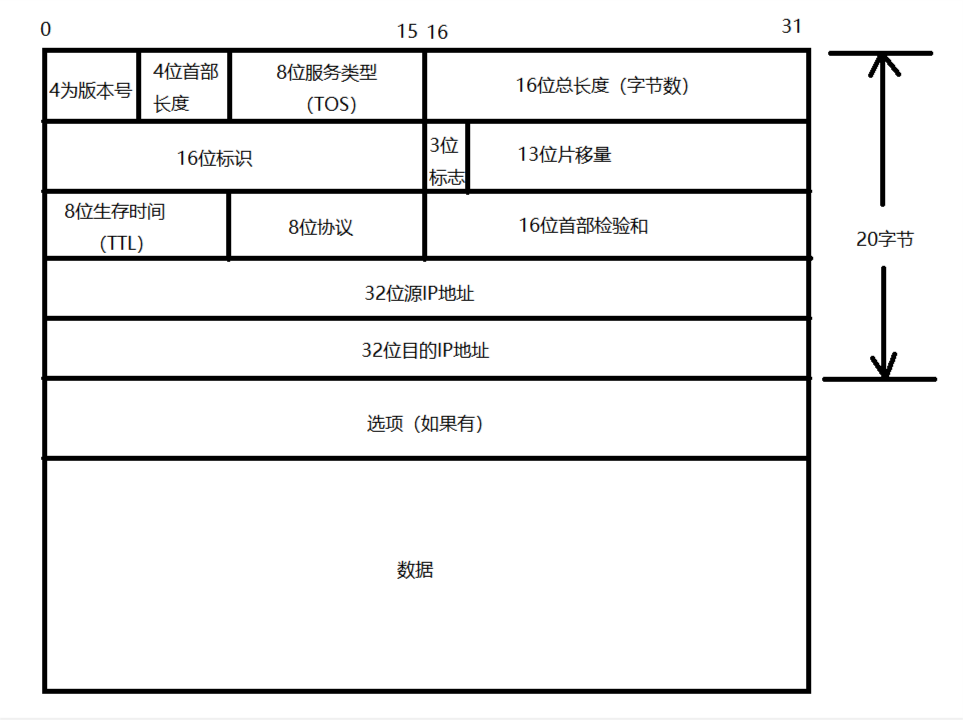 0
15 16
31
4为版本号
4位首部
长度
8位服务类型
（TOS）
16位总长度（字节数）
16位标识
3位
标志
13位片移量
8位生存时间
（TTL）
8位协议
16位首部检验和
20字节
32位源IP地址
32位目的IP地址
选项（如果有）
数据